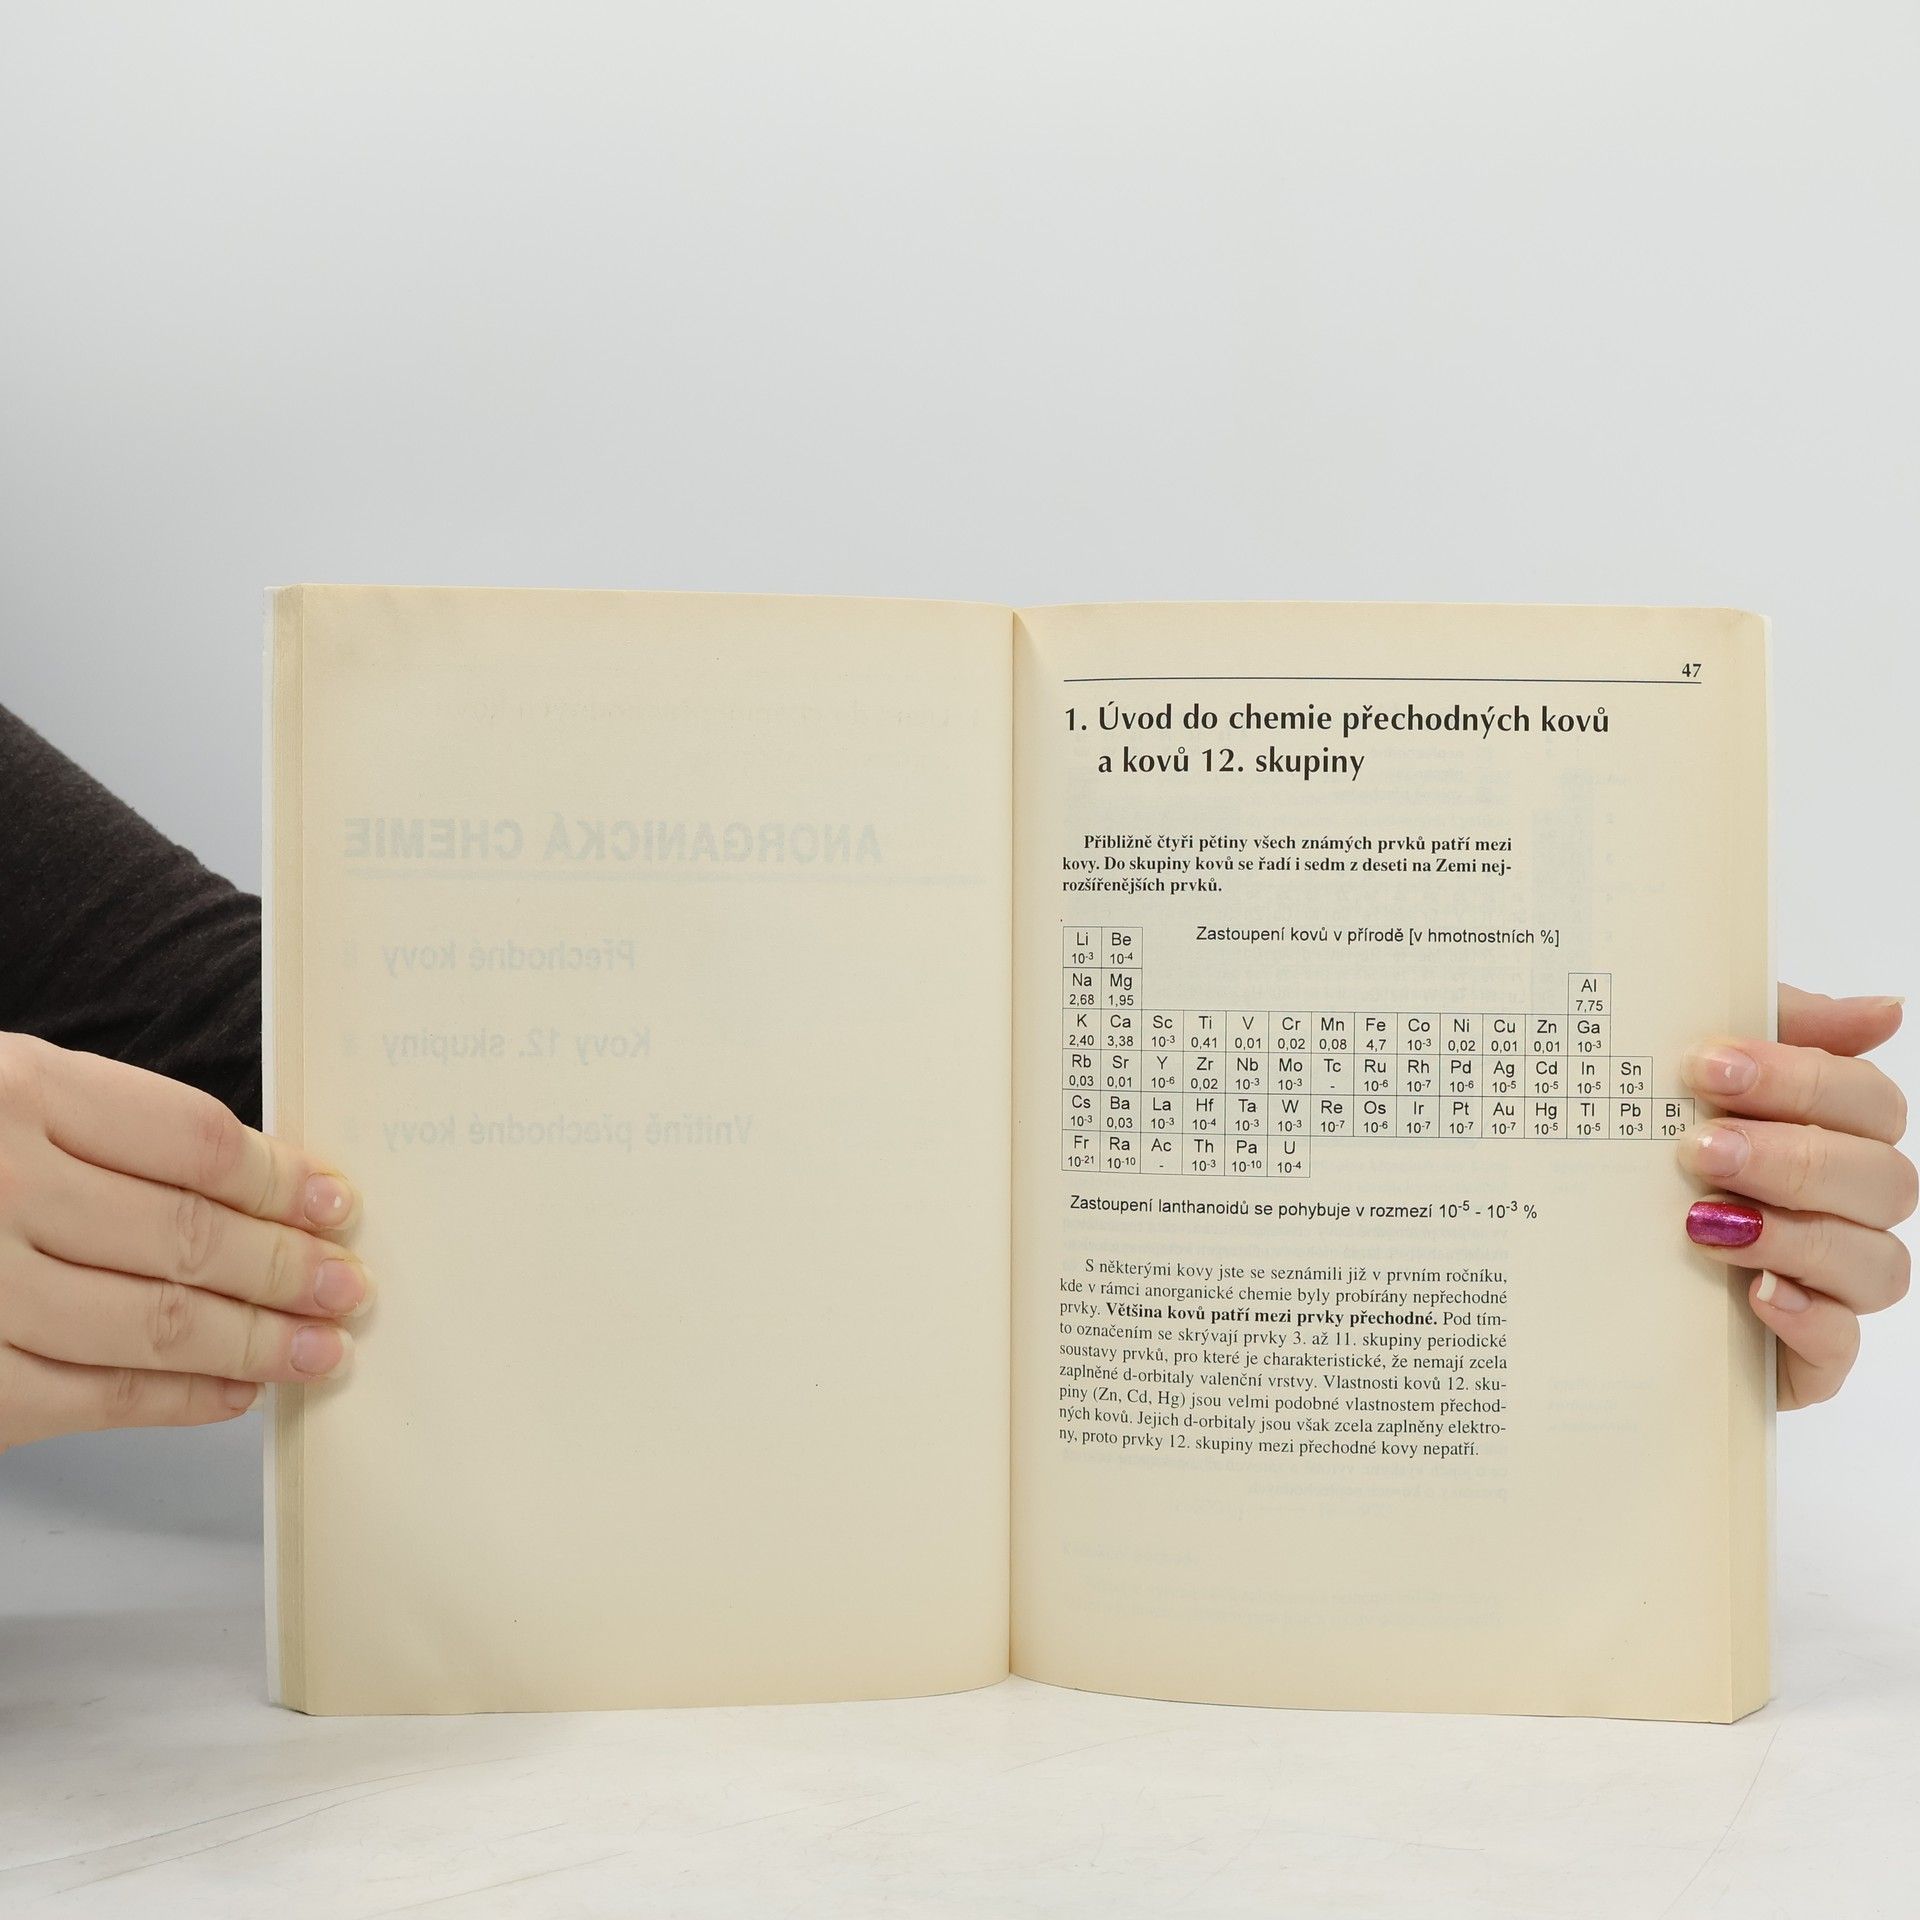 ANORGANICKÁ CHEMIE
Přechodné kovy
Kovy 12. skupiny
Vnitřně přechodné kovy
47
1. Úvod do chemie přechodných kovů
a kovů 12. skupiny
Přibližně čtyři pětiny všech známých prvků patří mezi
kovy. Do skupiny kovů se řadí i sedm z deseti na Zemi nej-
rozšířenějších prvků.
Zastoupení kovů v přírodě [v hmotnostních %]
Li Be
10⁻³ 10⁻⁴
Na Mg Al
2,68 1,95 7,75
K Ca Sc Ti V Cr Mn Fe Co Ni Cu Zn Ga
2,40 3,38 10⁻³ 0,41 0,01 0,02 0,08 4,7 10⁻³ 0,02 0,01 0,01 10⁻³
Rb Sr Y Zr Nb Mo Tc Ru Rh Pd Ag Cd In Sn
0,03 0,01 10⁻⁶ 0,02 10⁻³ 10⁻³ - 10⁻⁶ 10⁻⁷ 10⁻⁶ 10⁻⁵ 10⁻⁵ 10⁻⁵ 10⁻³
Cs Ba La Hf Ta W Re Os Ir Pt Au Hg Tl Pb Bi
10⁻³ 0,03 10⁻³ 10⁻⁴ 10⁻³ 10⁻³ 10⁻⁷ 10⁻⁶ 10⁻⁷ 10⁻⁷ 10⁻⁷ 10⁻⁵ 10⁻⁵ 10⁻³ 10⁻³
Fr Ra Ac Th Pa U
10⁻²¹ 10⁻¹⁰ - 10⁻³ 10⁻¹⁰ 10⁻⁴
Zastoupení lanthanoidů se pohybuje v rozmezí 10⁻⁵ - 10⁻³ %
S některými kovy jste se seznámili již v prvním ročníku,
kde v rámci anorganické chemie byly probírány nepřechodné
prvky. Většina kovů patří mezi prvky přechodné. Pod tím-
to označením se skrývají prvky 3. až 11. skupiny periodické
soustavy prvků, pro které je charakteristické, že nemají zcela
zaplněné d-orbitaly valenční vrstvy. Vlastnosti kovů 12. sku-
piny (Zn, Cd, Hg) jsou velmi podobné vlastnostem přechod-
ných kovů. Jejich d-orbitaly jsou však zcela zaplněny elektro-
ny, proto prvky 12. skupiny mezi přechodné kovy nepatří.